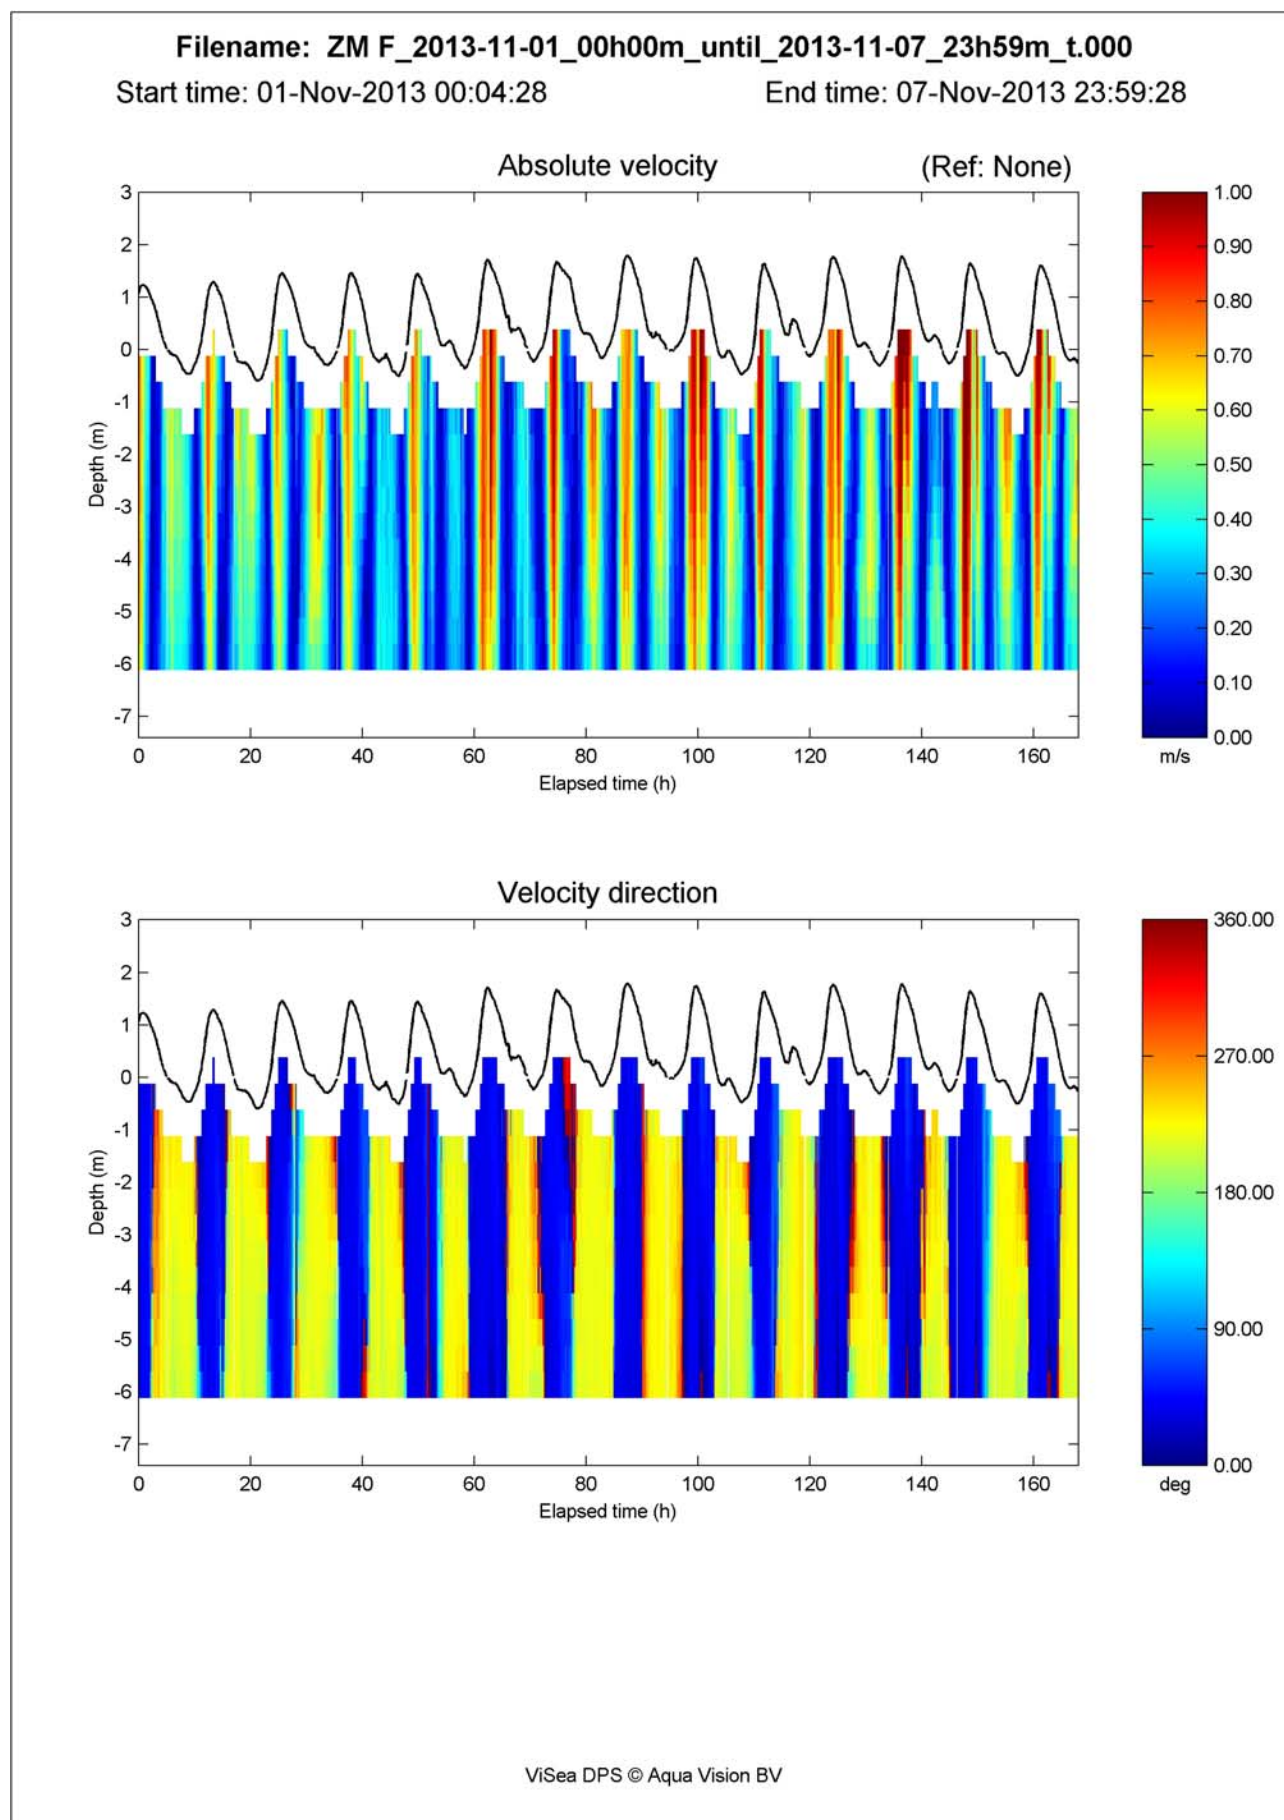 Filename: ZM F_2013-11-01_00h00m_until_2013-11-07_23h59m_t.000
Start time: 01-Nov-2013 00:04:28 End time: 07-Nov-2013 23:59:28
Absolute velocity (Ref: None)
3
2
1
0
-1
-2
-3
-4
-5
-6
-7
Depth (m)
0 20 40 60 80 100 120 140 160
Elapsed time (h)
1.00
0.90
0.80
0.70
0.60
0.50
0.40
0.30
0.20
0.10
0.00
m/s
Velocity direction
3
2
1
0
-1
-2
-3
-4
-5
-6
-7
Depth (m)
0 20 40 60 80 100 120 140 160
Elapsed time (h)
360.00
270.00
180.00
90.00
0.00
deg
ViSea DPS © Aqua Vision BV